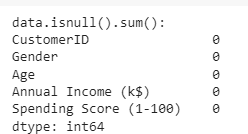 data.isnull().sum():
CustomerID 0
Gender 0
Age 0
Annual Income (k$) 0
Spending Score (1-100) 0
dtype: int64